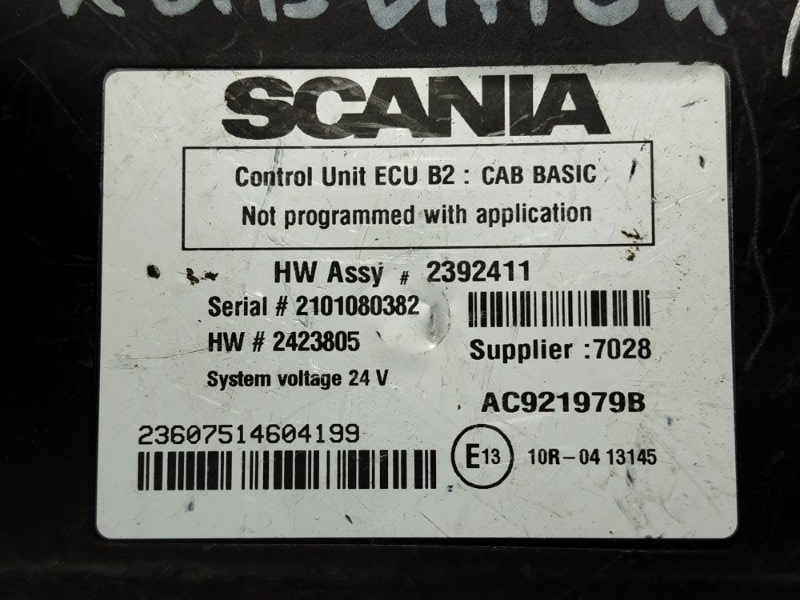 SCANIA
Control Unit ECU B2 : CAB BASIC
Not programmed with application
HW Assy # 2392411
Serial # 2101080382
HW # 2423805
Supplier :7028
System voltage 24 V
AC921979B
23607514604199
E13 10R-04 13145